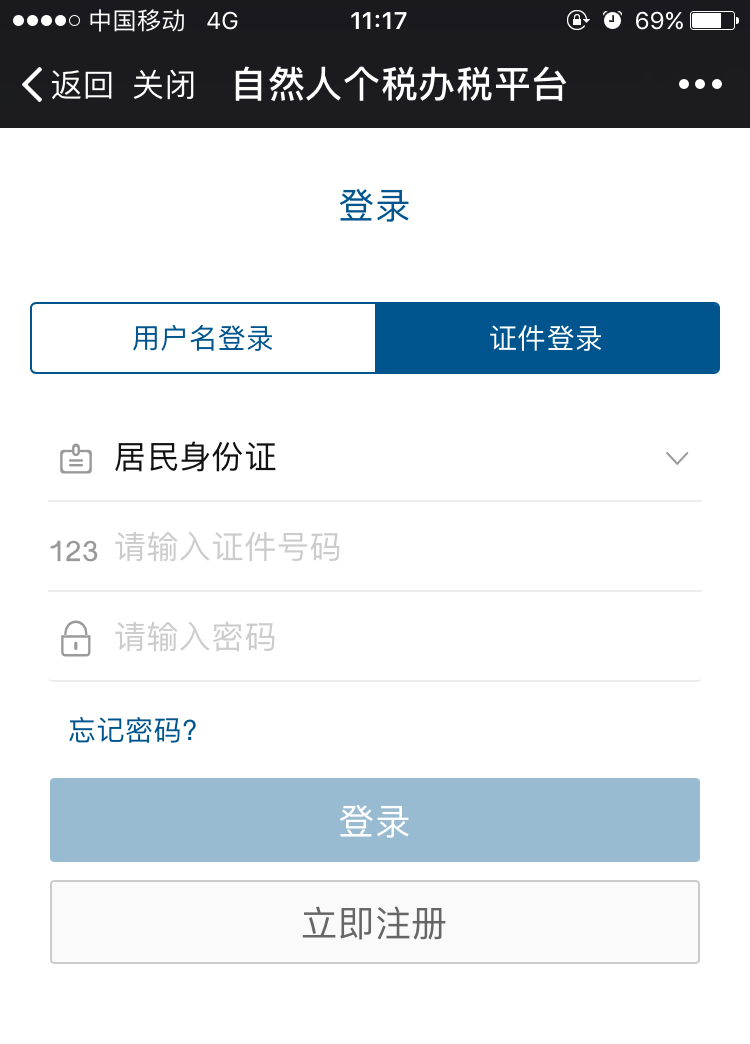 中国移动 4G 11:17 69%
返回 关闭 自然人个税办税平台
登录
用户名登录 证件登录
居民身份证
123 请输入证件号码
请输入密码
忘记密码?
登录
立即注册